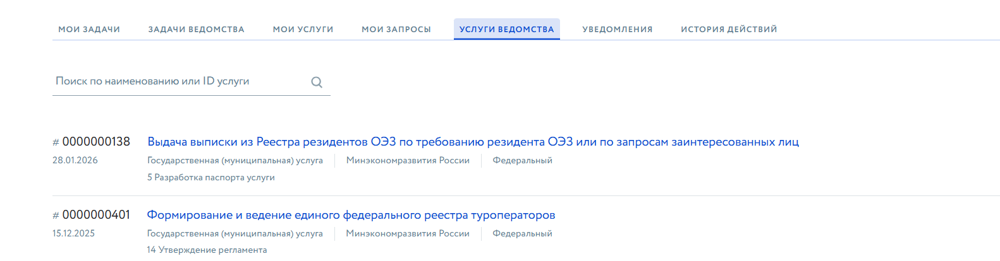 МОИ ЗАДАЧИ ЗАДАЧИ ВЕДОМСТВА МОИ УСЛУГИ МОИ ЗАПРОСЫ УСЛУГИ ВЕДОМСТВА УВЕДОМЛЕНИЯ ИСТОРИЯ ДЕЙСТВИЙ
Поиск по наименованию или ID услуги
# 0000000138 Выдача выписки из Реестра резидентов ОЭЗ по требованию резидента ОЭЗ или по запросам заинтересованных лиц
28.01.2026 Государственная (муниципальная) услуга Минэкономразвития России Федеральный
5 Разработка паспорта услуги
# 0000000401 Формирование и ведение единого федерального реестра туроператоров
15.12.2025 Государственная (муниципальная) услуга Минэкономразвития России Федеральный
14 Утверждение регламента